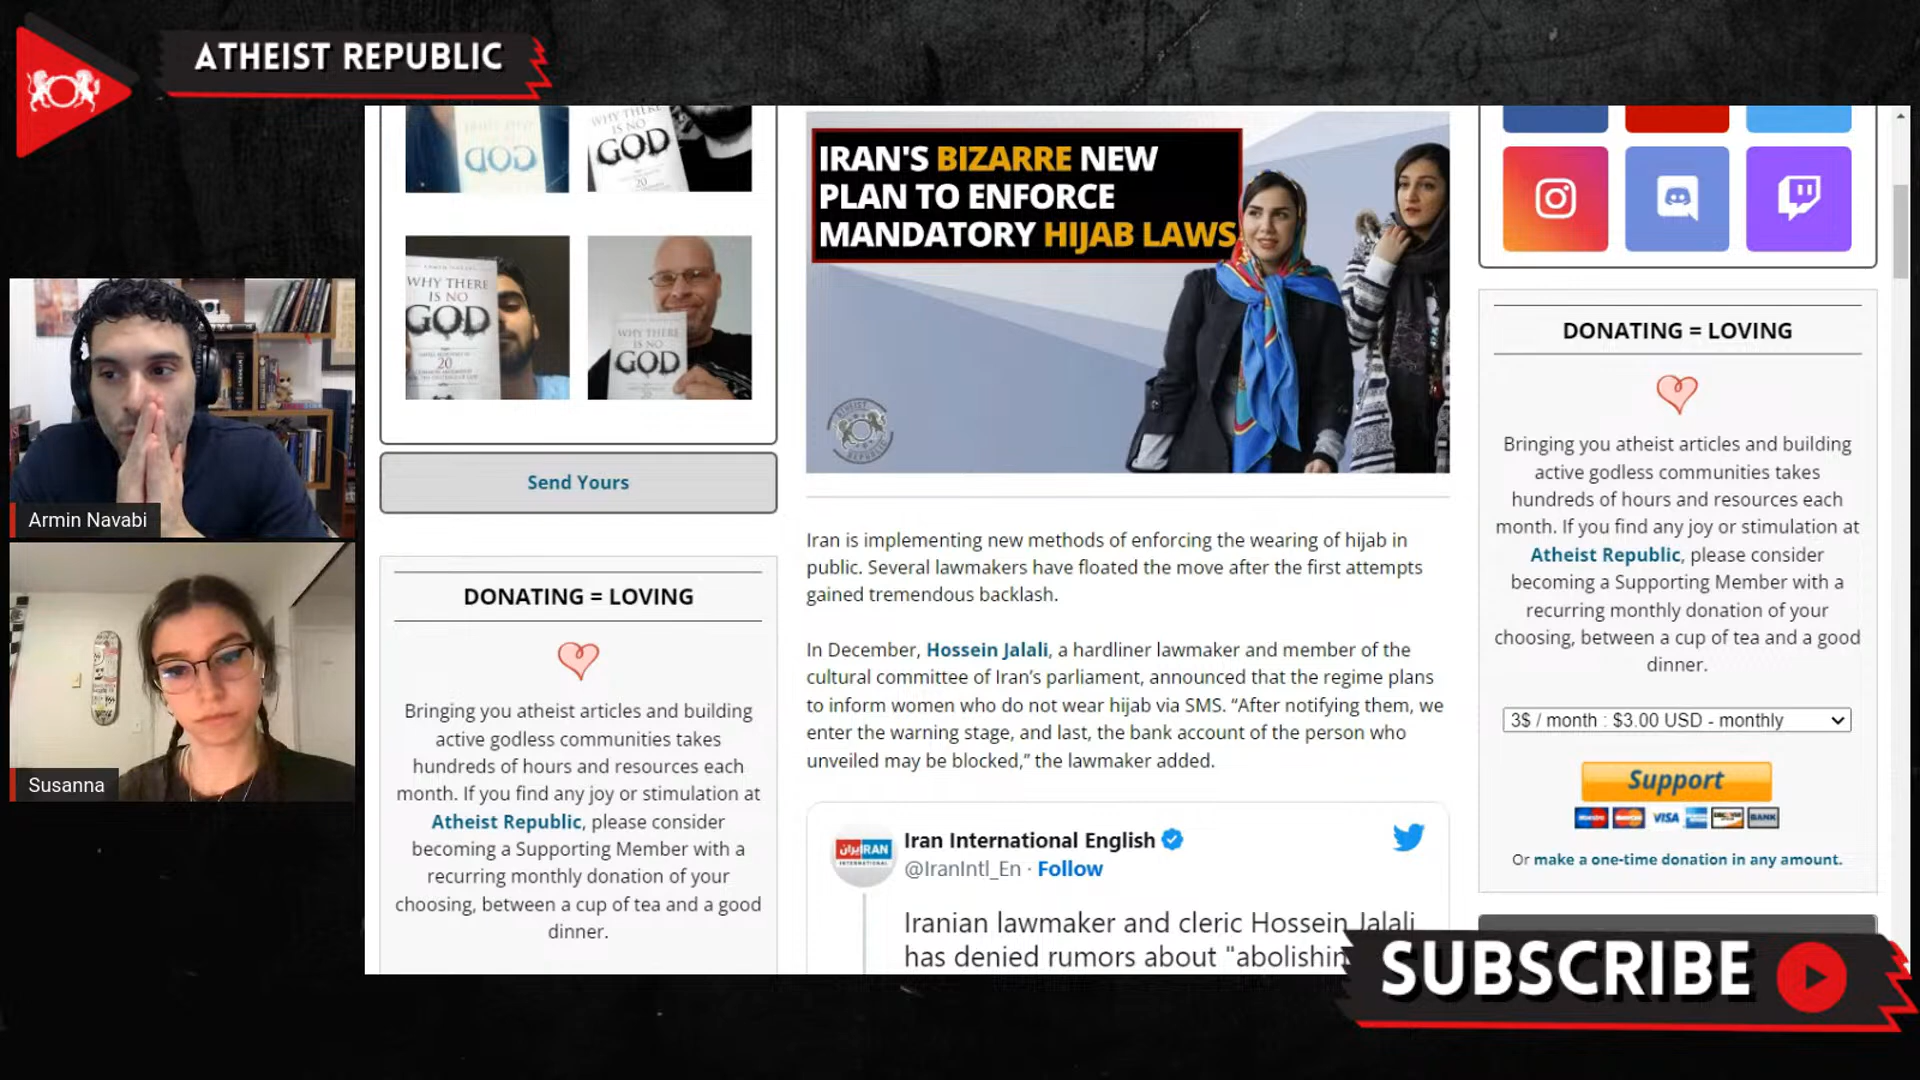 ATHEIST REPUBLIC
Armin Navabi
Susanna
GOD
WHY THERE
IS NO
GOD
20
WHY THERE
IS NO
GOD
20
WHY THERE
IS NO
GOD
Send Yours
DONATING = LOVING
Bringing you atheist articles and building
active godless communities takes
hundreds of hours and resources each
month. If you find any joy or stimulation at
Atheist Republic, please consider
becoming a Supporting Member with a
recurring monthly donation of your
choosing, between a cup of tea and a good
dinner.
IRAN'S BIZARRE NEW
PLAN TO ENFORCE
MANDATORY HIJAB LAWS
ATHEIST
REPUBLIC
Iran is implementing new methods of enforcing the wearing of hijab in
public. Several lawmakers have floated the move after the first attempts
gained tremendous backlash.
In December, Hossein Jalali, a hardliner lawmaker and member of the
cultural committee of Iran's parliament, announced that the regime plans
to inform women who do not wear hijab via SMS. “After notifying them, we
enter the warning stage, and last, the bank account of the person who
unveiled may be blocked,” the lawmaker added.
ایران IRAN
INTERNATIONAL
Iran International English
@IranIntl_En · Follow
Iranian lawmaker and cleric Hossein Jalali
has denied rumors about "abolishin
DONATING = LOVING
Bringing you atheist articles and building
active godless communities takes
hundreds of hours and resources each
month. If you find any joy or stimulation at
Atheist Republic, please consider
becoming a Supporting Member with a
recurring monthly donation of your
choosing, between a cup of tea and a good
dinner.
3$ / month : $3.00 USD - monthly
Support
VISA
BANK
Or make a one-time donation in any amount.
SUBSCRIBE